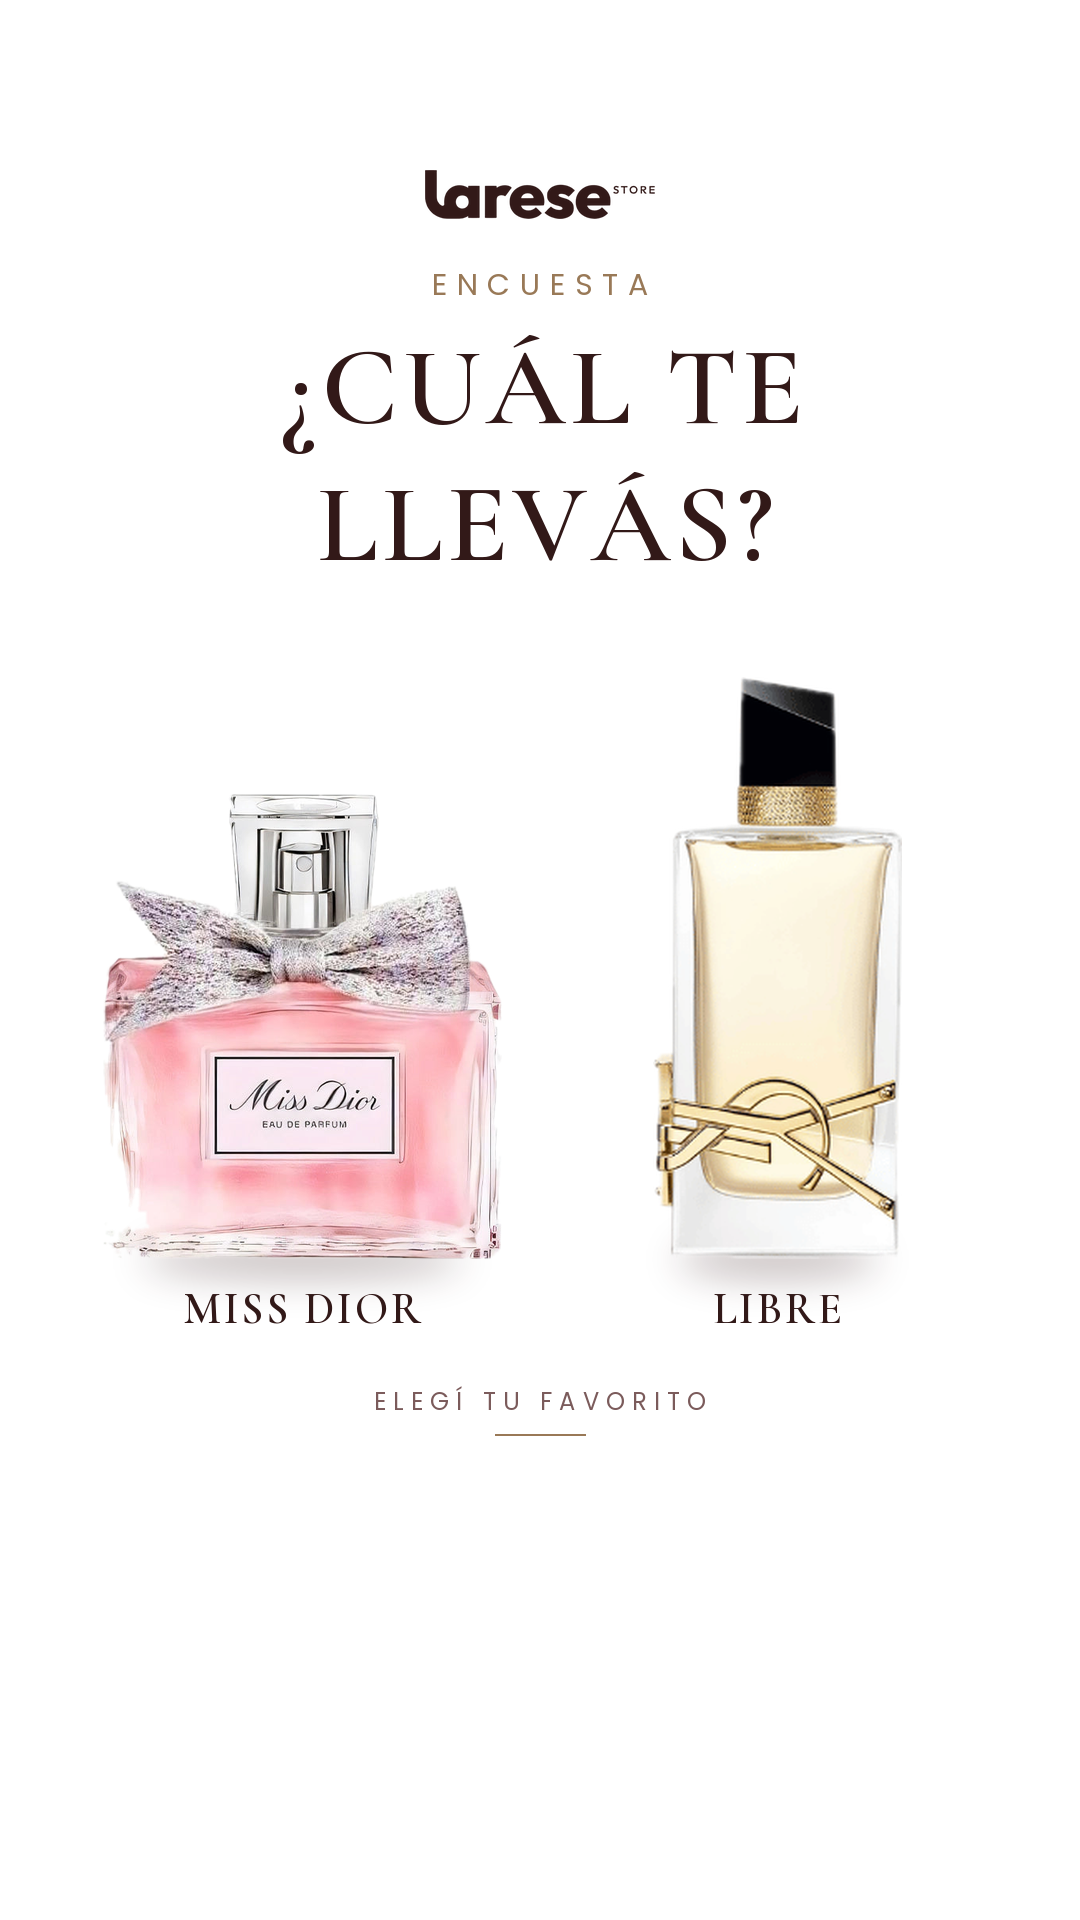 larese STORE
ENCUESTA
¿CUÁL TE
LLEVÁS?
Miss Dior
EAU DE PARFUM
MISS DIOR
LIBRE
ELEGÍ TU FAVORITO